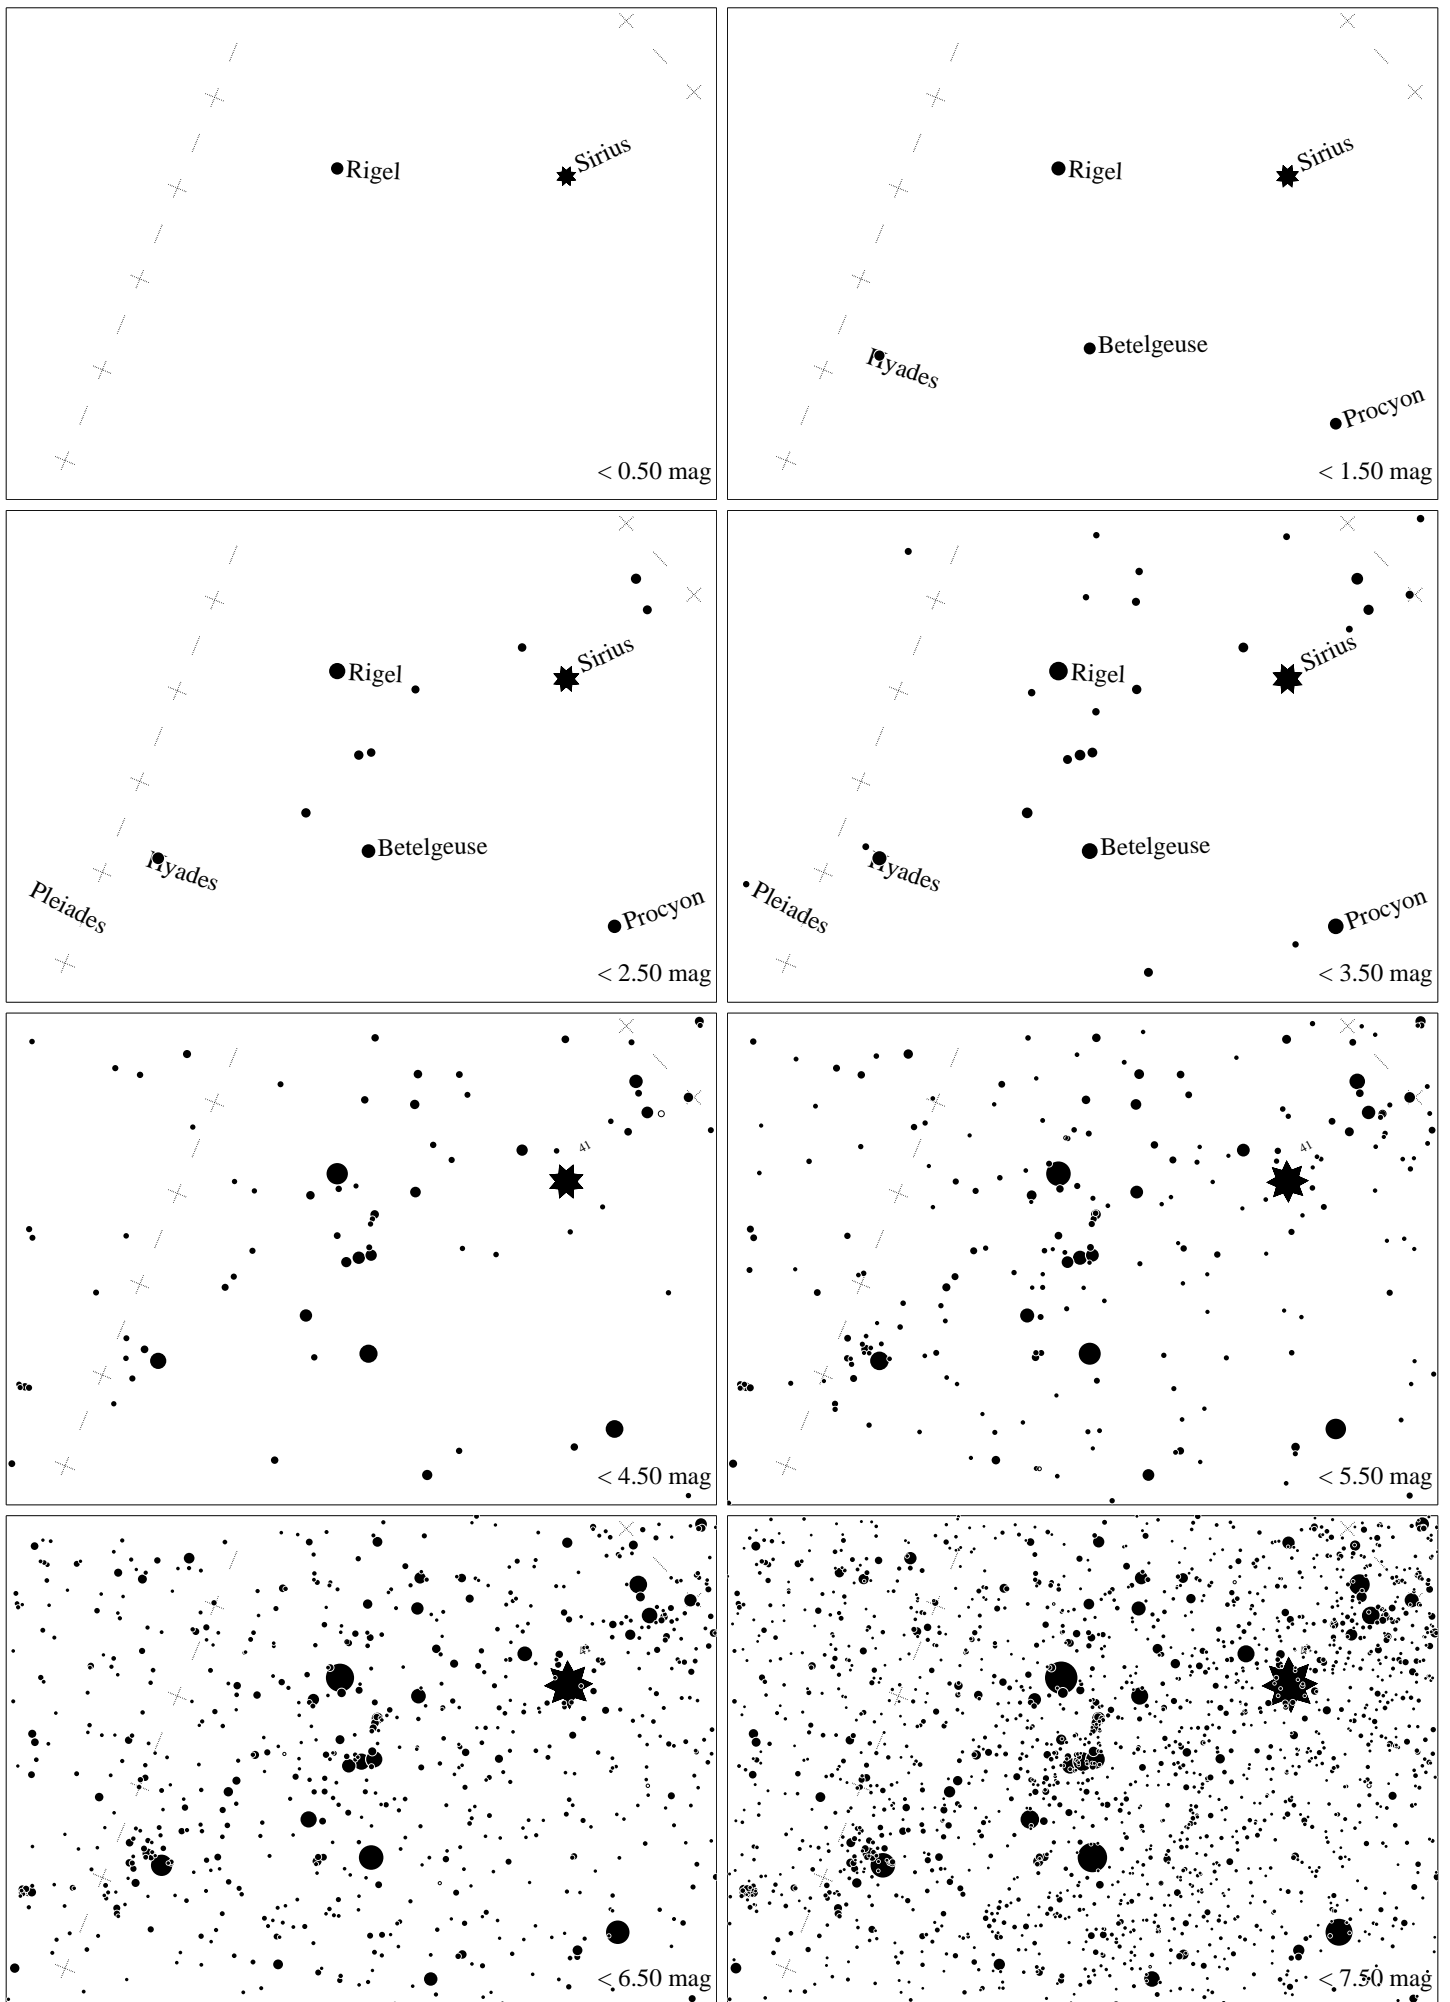 Rigel
Sirius
< 0.50 mag
Rigel
Sirius
Hyades
Betelgeuse
Procyon
< 1.50 mag
Rigel
Sirius
Hyades
Betelgeuse
Pleiades
Procyon
< 2.50 mag
Rigel
Sirius
Hyades
Betelgeuse
Pleiades
Procyon
< 3.50 mag
41
< 4.50 mag
41
< 5.50 mag
< 6.50 mag
< 7.50 mag